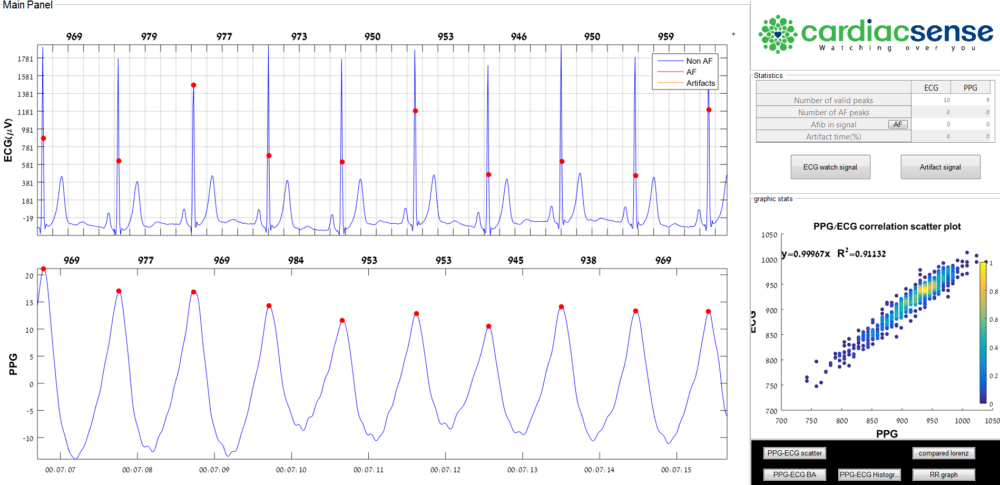 Main Panel
969 979 977 973 950 953 946 950 959 +
1781
1581
1381
1181
981
781
581
381
181
-19
ECG(μV)
Non AF
AF
Artifacts
969 977 969 984 953 953 945 938 969
20
15
10
5
0
-5
-10
PPG
00:07:07 00:07:08 00:07:09 00:07:10 00:07:11 00:07:12 00:07:13 00:07:14 00:07:15
cardiacsense
Watching over you
Statistics
ECG PPG
Number of valid peaks 10 9
Number of AF peaks 0 0
Afib in signal AF 0 0
Artifact time(%) 0 0
ECG watch signal Artifact signal
graphic stats
PPG/ECG correlation scatter plot
y=0.99967x R²=0.91132
1050
1000
950
900
850
800
750
700
ECG
1
0.8
0.6
0.4
0.2
0
700 750 800 850 900 950 1000 1050
PPG
PPG-ECG scatter compared lorenz
PPG-ECG BA PPG-ECG Histogr... RR graph